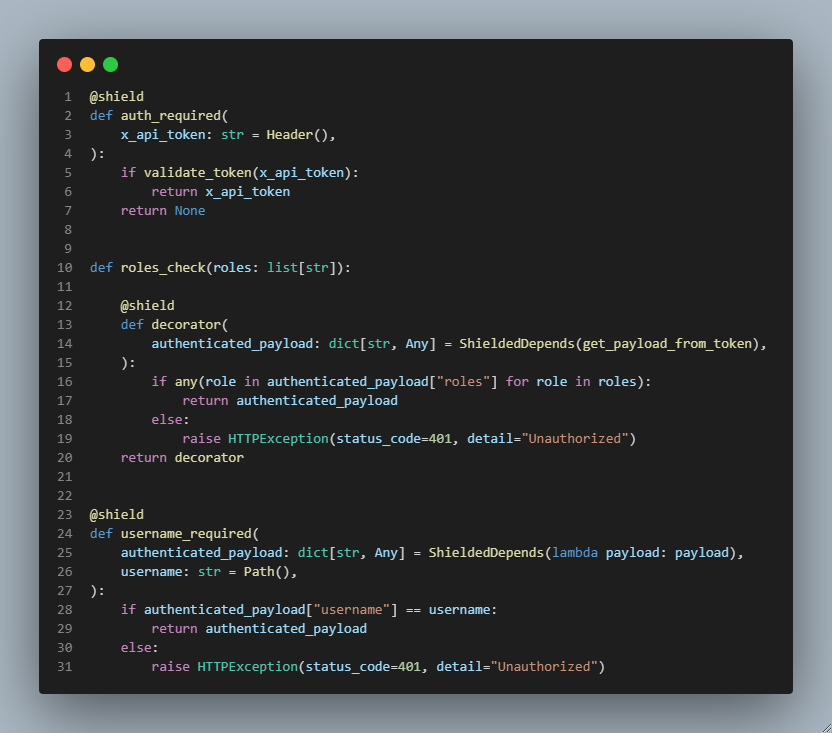 1 @shield
2 def auth_required(
3     x_api_token: str = Header(),
4 ):
5     if validate_token(x_api_token):
6         return x_api_token
7     return None
8
9
10 def roles_check(roles: list[str]):
11
12     @shield
13     def decorator(
14         authenticated_payload: dict[str, Any] = ShieldedDepends(get_payload_from_token),
15     ):
16         if any(role in authenticated_payload["roles"] for role in roles):
17             return authenticated_payload
18         else:
19             raise HTTPException(status_code=401, detail="Unauthorized")
20     return decorator
21
22
23 @shield
24 def username_required(
25     authenticated_payload: dict[str, Any] = ShieldedDepends(lambda payload: payload),
26     username: str = Path(),
27 ):
28     if authenticated_payload["username"] == username:
29         return authenticated_payload
30     else:
31         raise HTTPException(status_code=401, detail="Unauthorized")